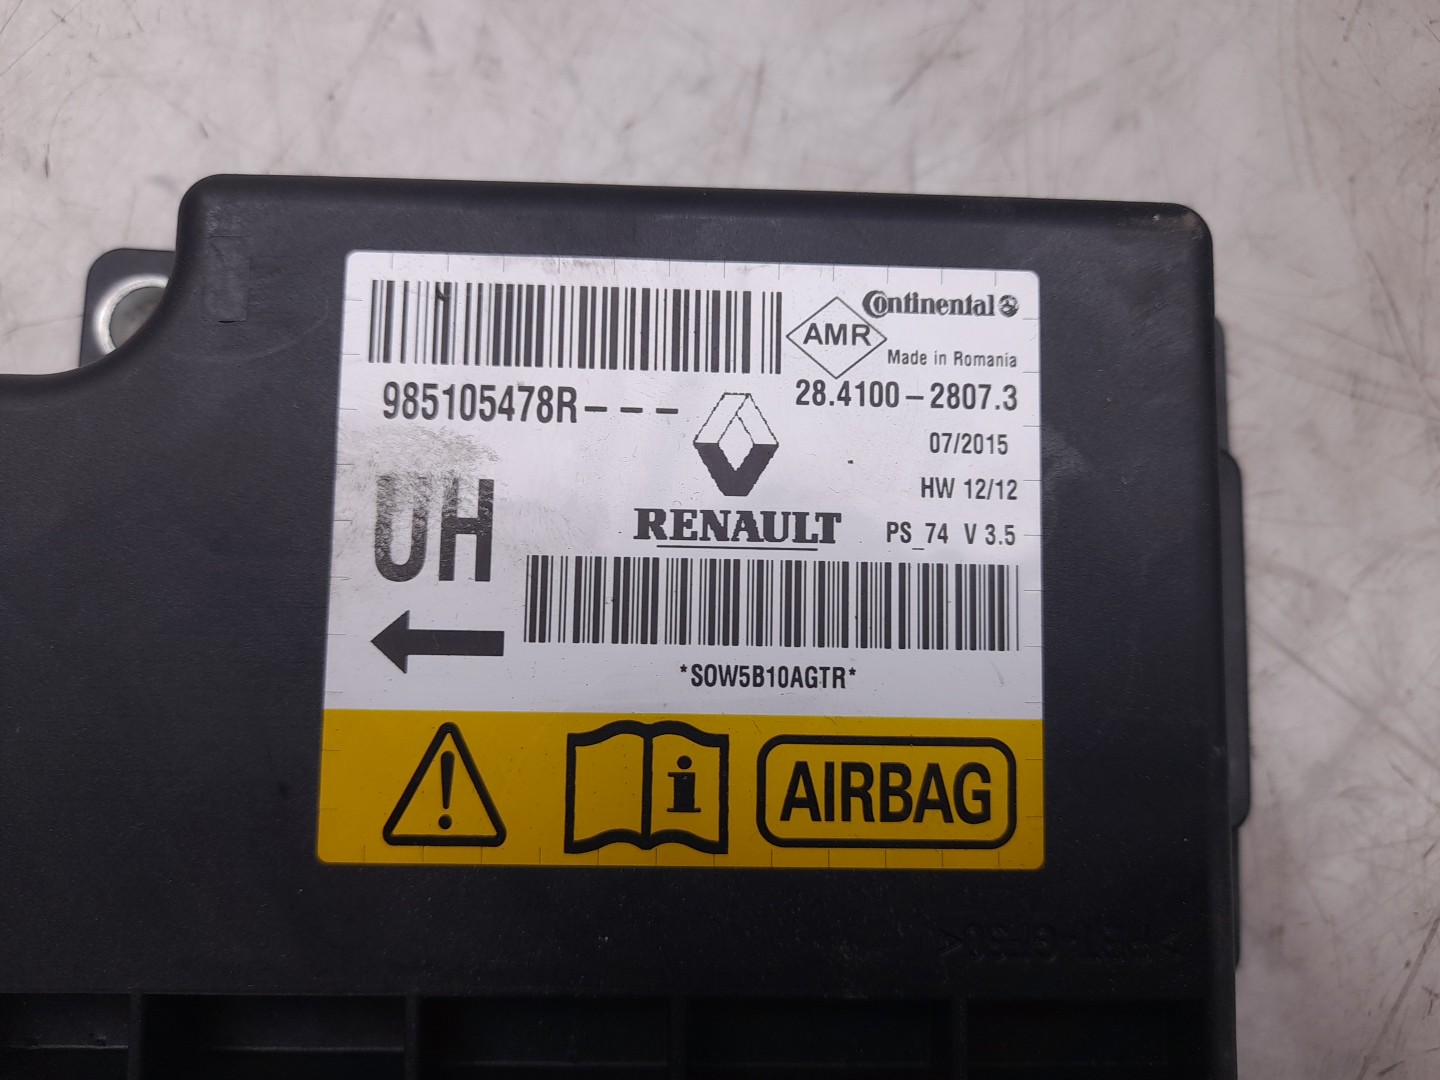 Continental
AMR
Made in Romania
985105478R---
28.4100-2807.3
07/2015
UH
HW 12/12
RENAULT
PS_74 V 3.5
*SOW5B10AGTR*
AIRBAG